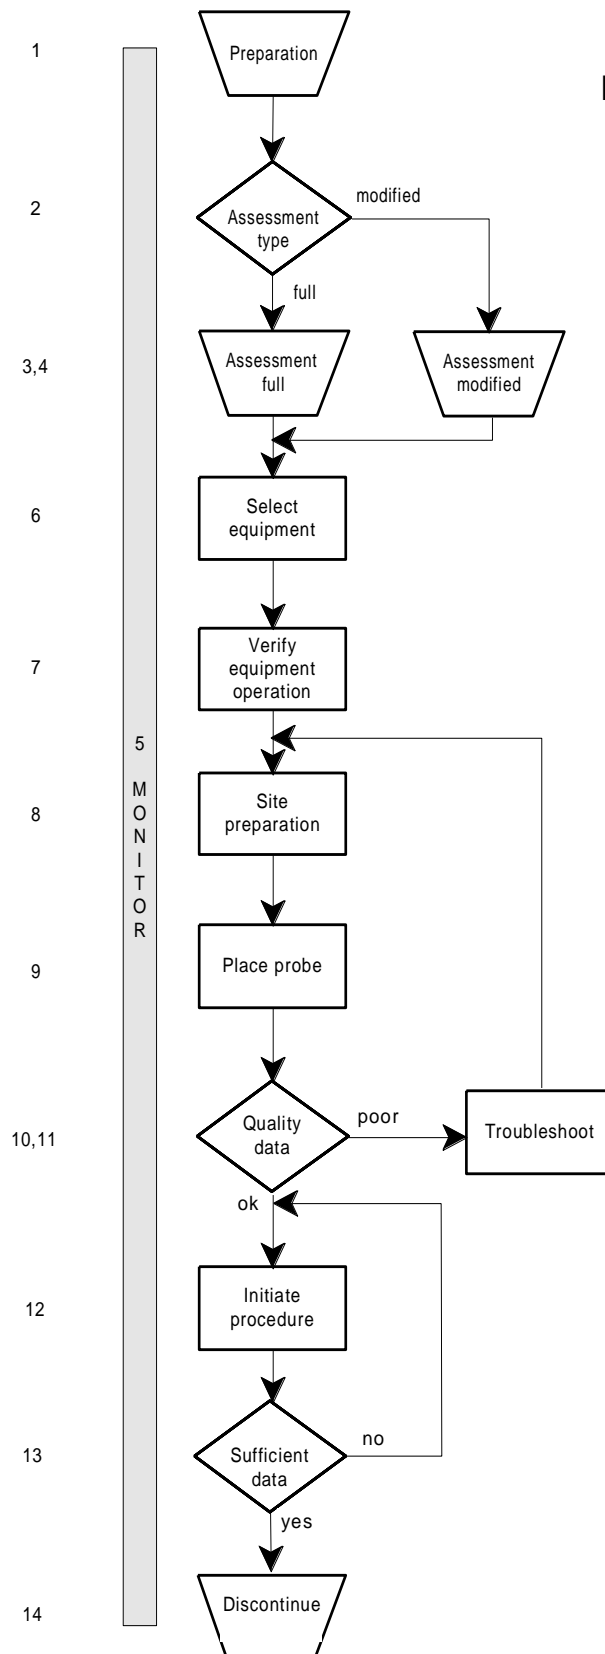 1
Preparation
2
modified
Assessment
type
full
3,4
Assessment
full
Assessment
modified
6
Select
equipment
7
Verify
equipment
operation
5
M
O
N
I
T
O
R
8
Site
preparation
9
Place probe
10,11
Quality
data
poor
Troubleshoot
ok
12
Initiate
procedure
13
Sufficient
data
no
yes
14
Discontinue